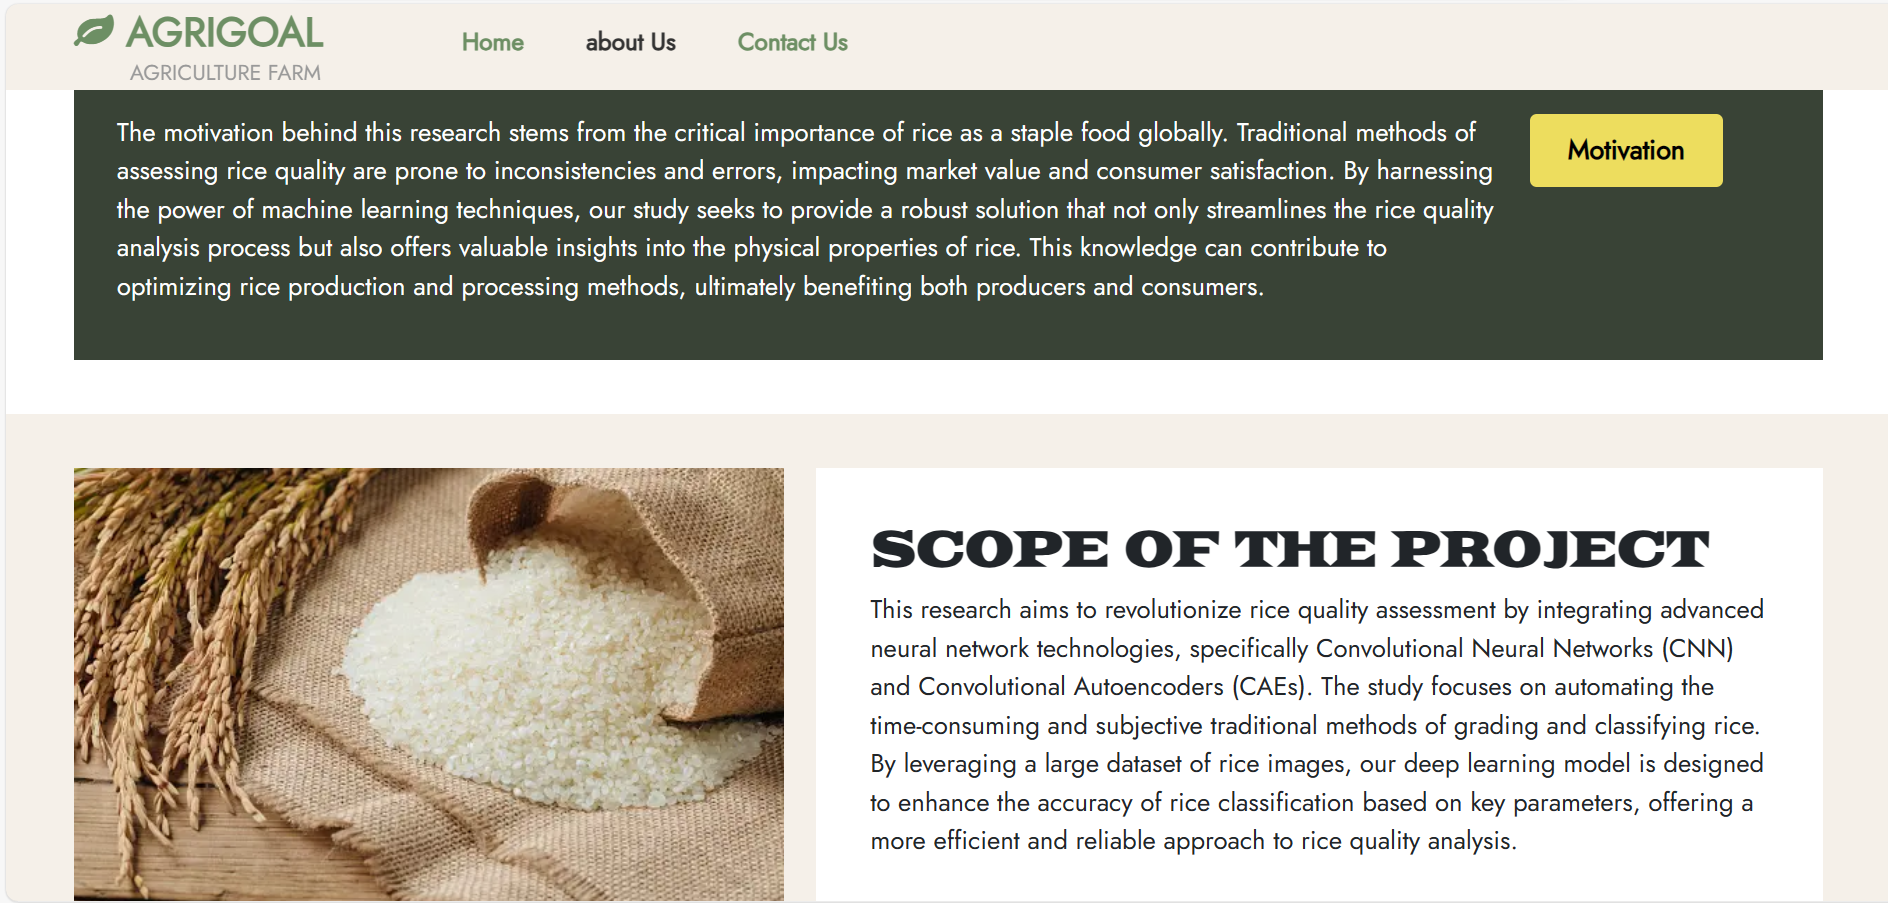 AGRIGOAL
AGRICULTURE FARM
Home about Us Contact Us
The motivation behind this research stems from the critical importance of rice as a staple food globally. Traditional methods of
assessing rice quality are prone to inconsistencies and errors, impacting market value and consumer satisfaction. By harnessing
the power of machine learning techniques, our study seeks to provide a robust solution that not only streamlines the rice quality
analysis process but also offers valuable insights into the physical properties of rice. This knowledge can contribute to
optimizing rice production and processing methods, ultimately benefiting both producers and consumers.
Motivation
SCOPE OF THE PROJECT
This research aims to revolutionize rice quality assessment by integrating advanced
neural network technologies, specifically Convolutional Neural Networks (CNN)
and Convolutional Autoencoders (CAEs). The study focuses on automating the
time-consuming and subjective traditional methods of grading and classifying rice.
By leveraging a large dataset of rice images, our deep learning model is designed
to enhance the accuracy of rice classification based on key parameters, offering a
more efficient and reliable approach to rice quality analysis.